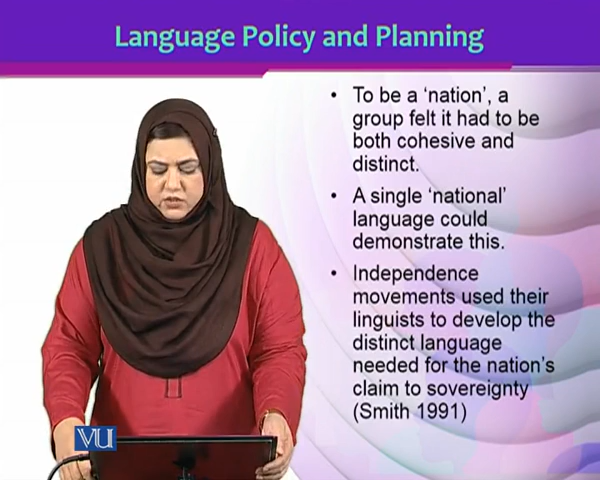 Language Policy and Planning
• To be a ‘nation’, a
group felt it had to be
both cohesive and
distinct.
• A single ‘national’
language could
demonstrate this.
• Independence
movements used their
linguists to develop the
distinct language
needed for the nation’s
claim to sovereignty
(Smith 1991)
VU